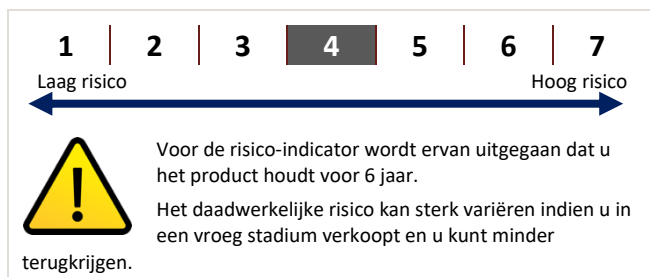 1 2 3 4 5 6 7
Laag risico Hoog risico
Voor de risico-indicator wordt ervan uitgegaan dat u
het product houdt voor 6 jaar.
Het daadwerkelijke risico kan sterk variëren indien u in
een vroeg stadium verkoopt en u kunt minder
terugkrijgen.